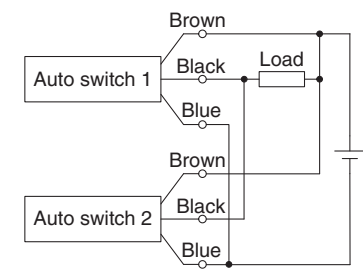 Brown
Auto switch 1
Black
Load
Blue
Brown
Auto switch 2
Black
Blue